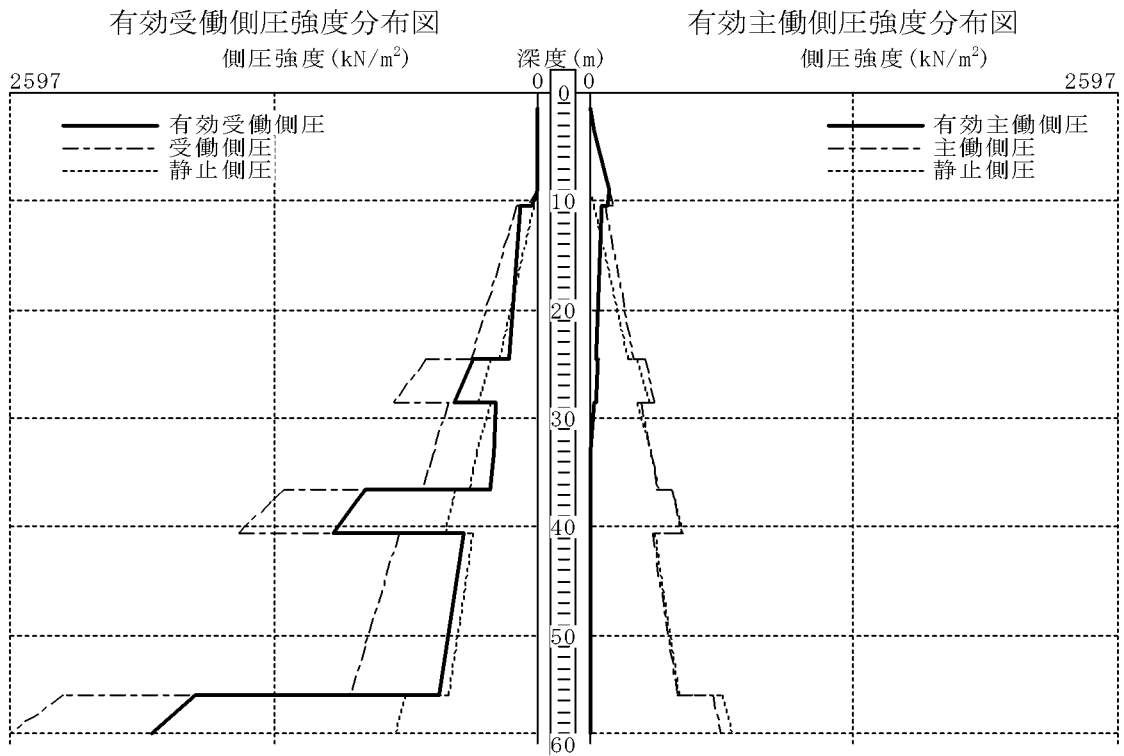 有効受働側圧強度分布図
有効主働側圧強度分布図
側圧強度(kN/m²)
深度(m)
側圧強度(kN/m²)
2597
0
0
2597
有効受働側圧
受働側圧
静止側圧
有効主働側圧
主働側圧
静止側圧
0
10
20
30
40
50
60